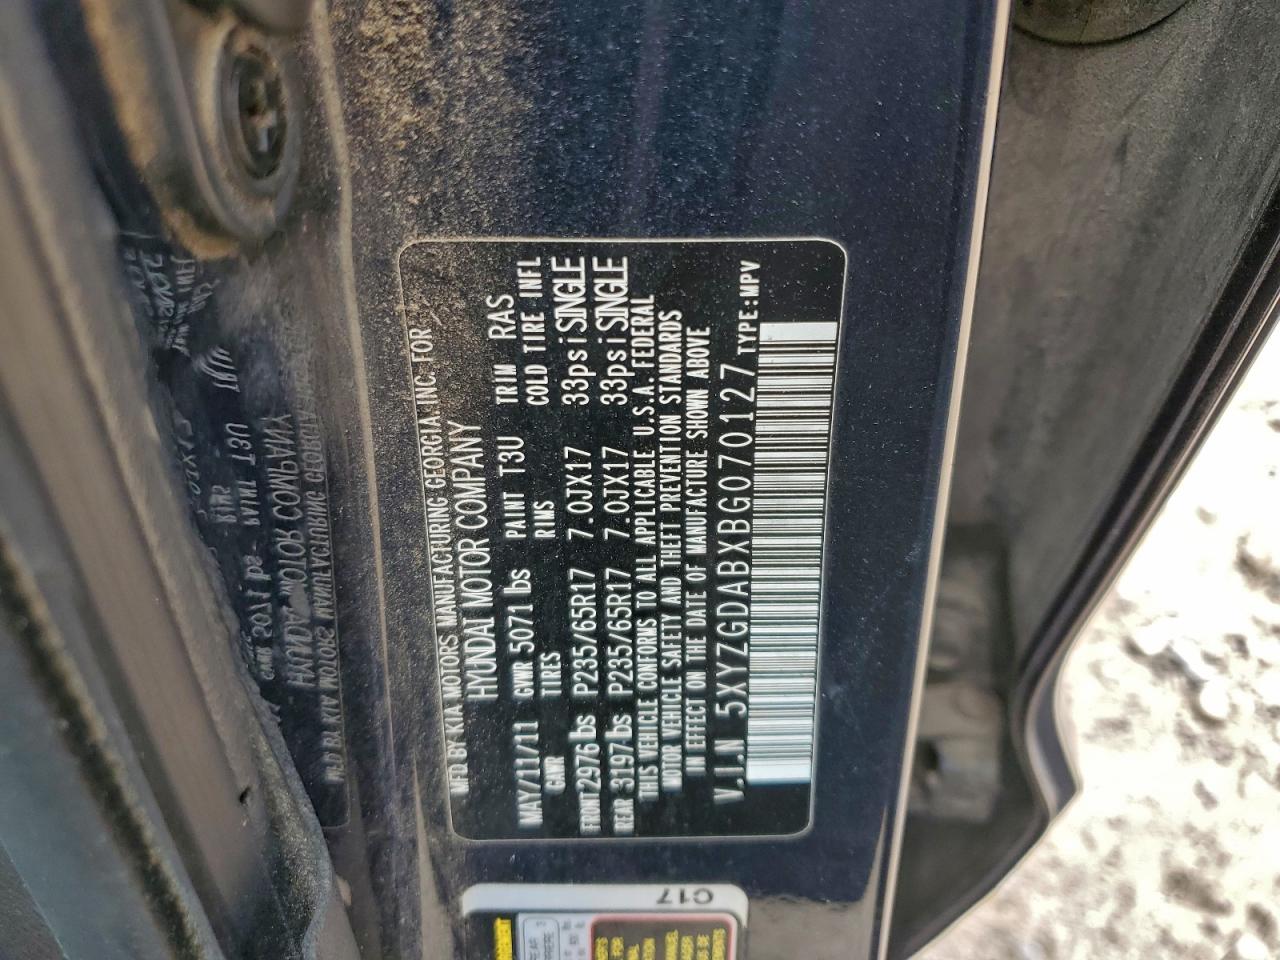 MFD BY KIA MOTORS MANUFACTURING GEORGIA, INC. FOR
HYUNDAI MOTOR COMPANY
MAY/11/11 GVWR 5071 lbs PAINT T3U TRIM RAS
GAWR TIRES RIMS COLD TIRE INFL
FRONT 2976 lbs P235/65R17 7.0JX17 33psi SINGLE
REAR 3197 lbs P235/65R17 7.0JX17 33psi SINGLE
THIS VEHICLE CONFORMS TO ALL APPLICABLE U.S.A. FEDERAL
MOTOR VEHICLE SAFETY AND THEFT PREVENTION STANDARDS
IN EFFECT ON THE DATE OF MANUFACTURE SHOWN ABOVE
V.I.N 5XYZGDABXBG070127 TYPE:MPV
C17